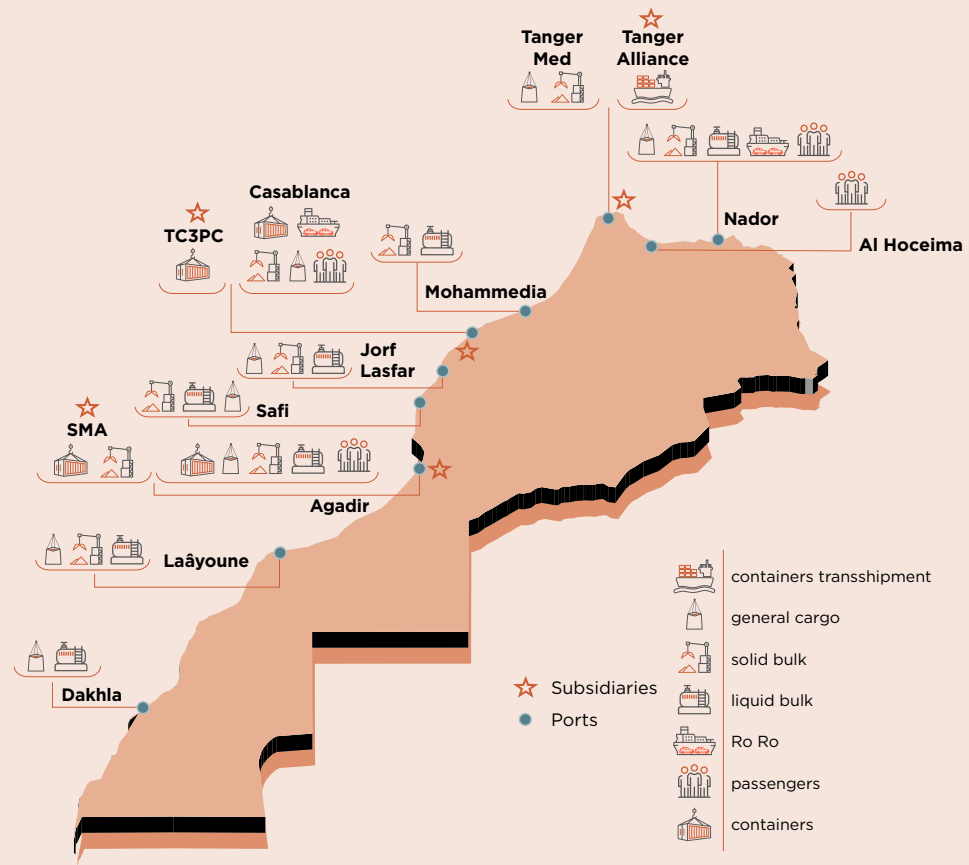 Tanger
Med
Tanger
Alliance
Casablanca
TC3PC
Nador
Al Hoceima
Mohammedia
Jorf
Lasfar
Safi
SMA
Agadir
Laâyoune
Dakhla
Subsidiaries
Ports
containers transshipment
general cargo
solid bulk
liquid bulk
Ro Ro
passengers
containers